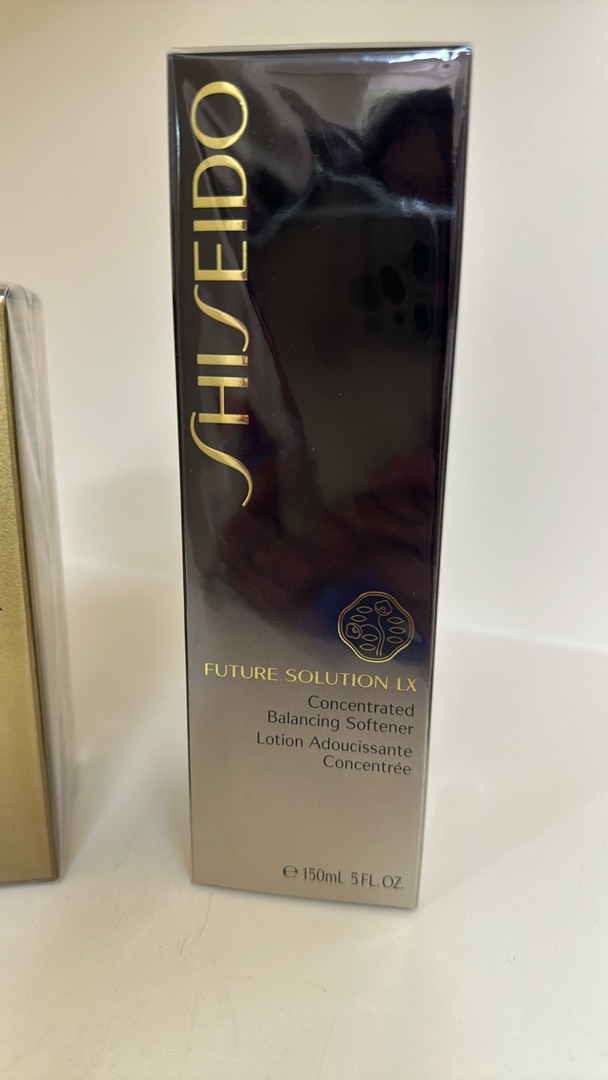 SHISEIDO
FUTURE SOLUTION LX
Concentrated
Balancing Softener
Lotion Adoucissante
Concentrée
℮ 150mL 5 FL.OZ.